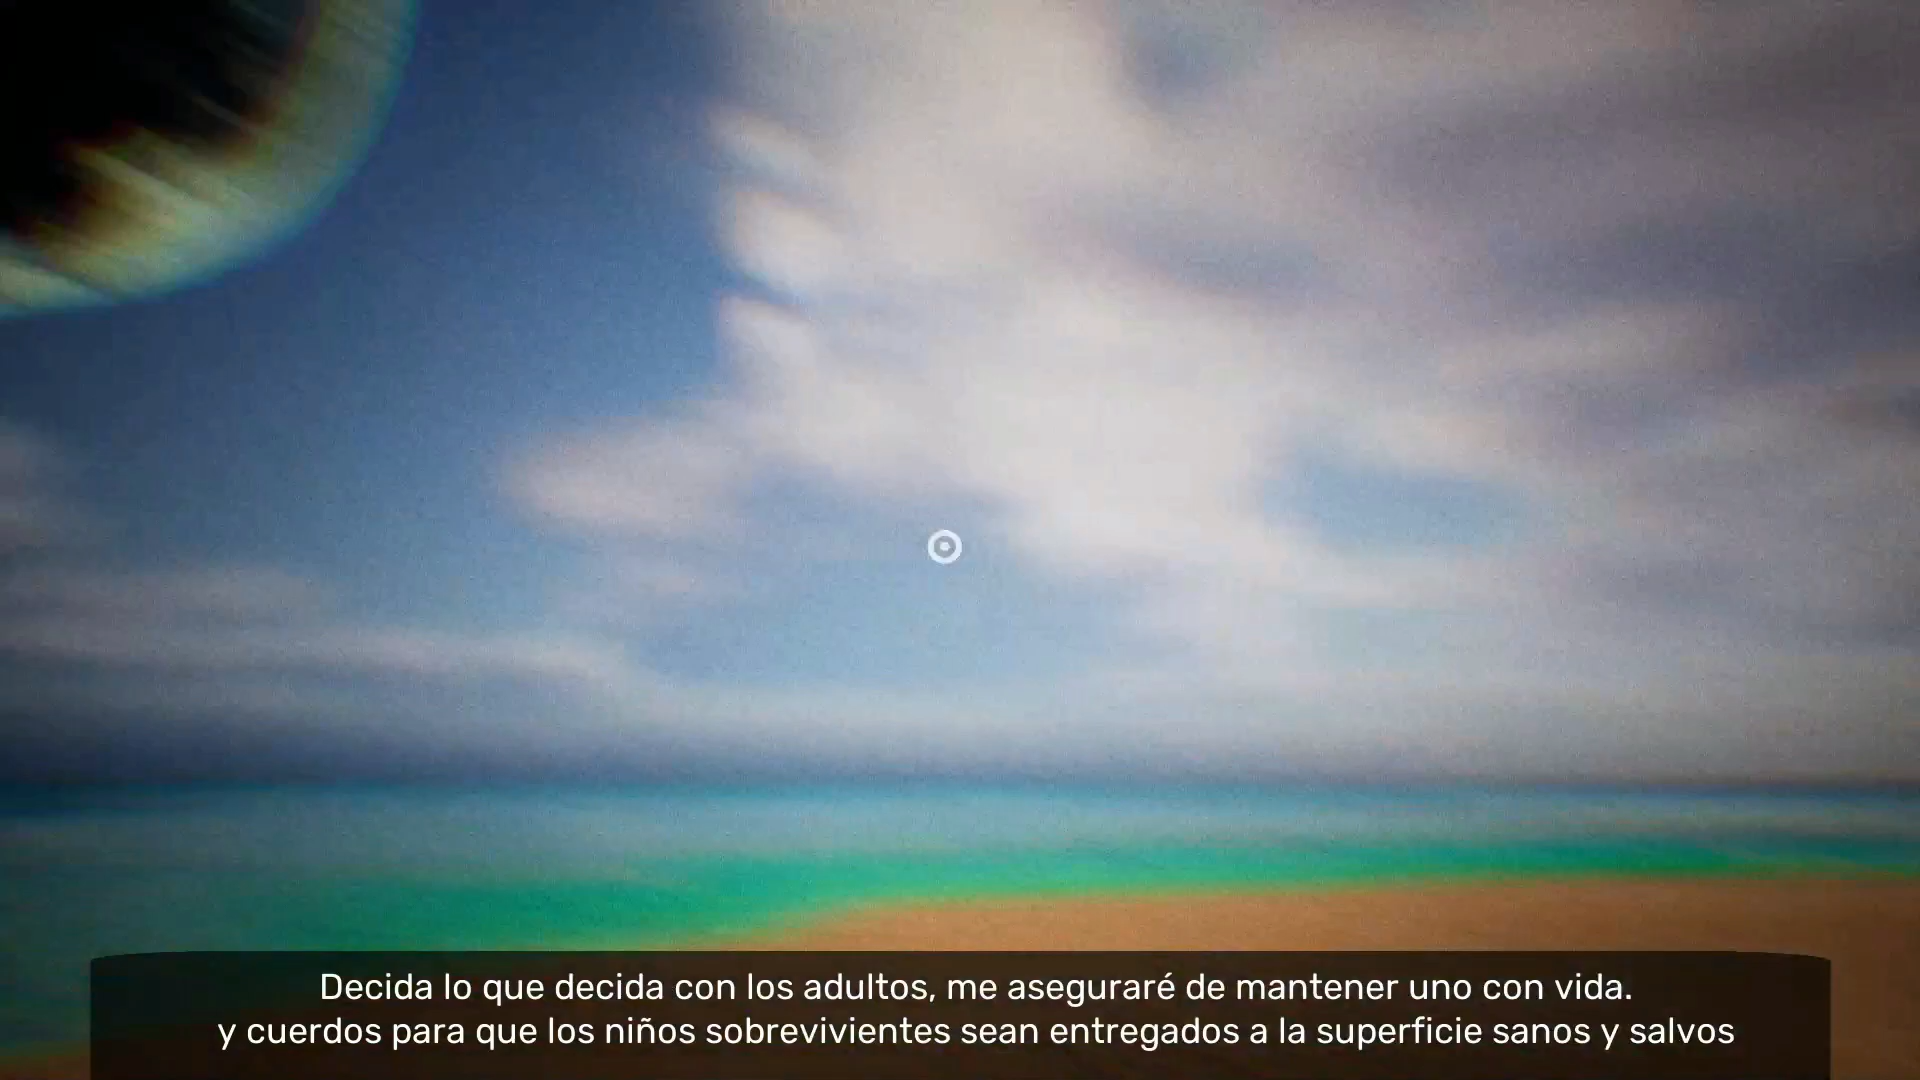 Decida lo que decida con los adultos, me aseguraré de mantener uno con vida.
y cuerdos para que los niños sobrevivientes sean entregados a la superficie sanos y salvos